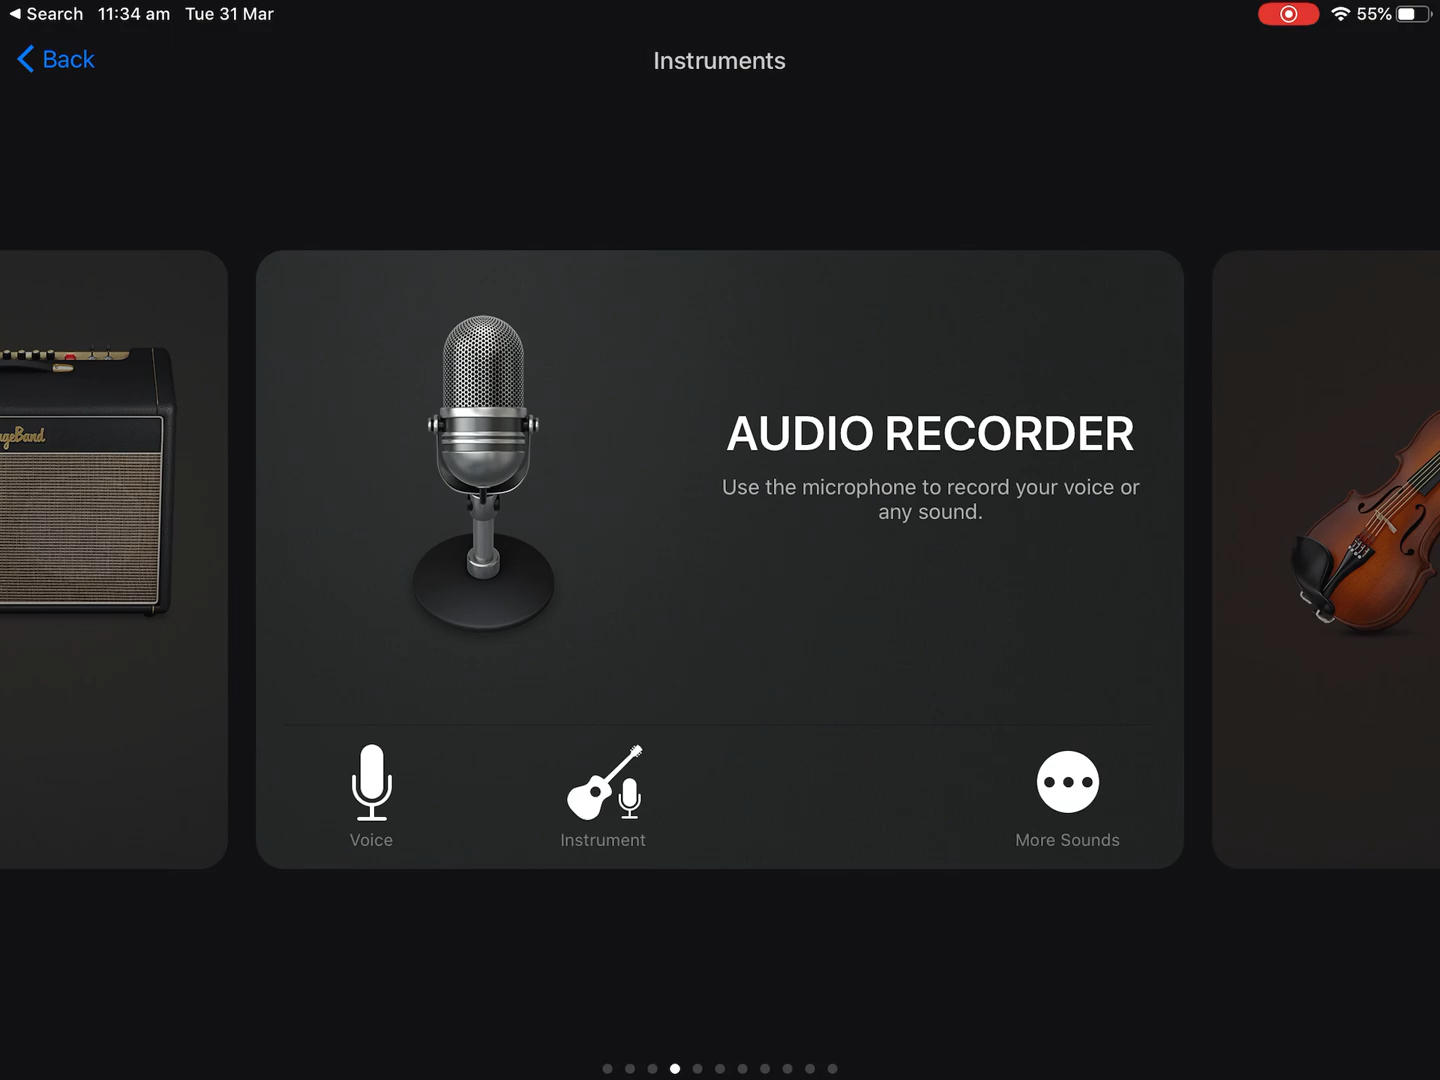 Search 11:34 am Tue 31 Mar
55%
Back
Instruments
AUDIO RECORDER
Use the microphone to record your voice or
any sound.
Voice
Instrument
More Sounds